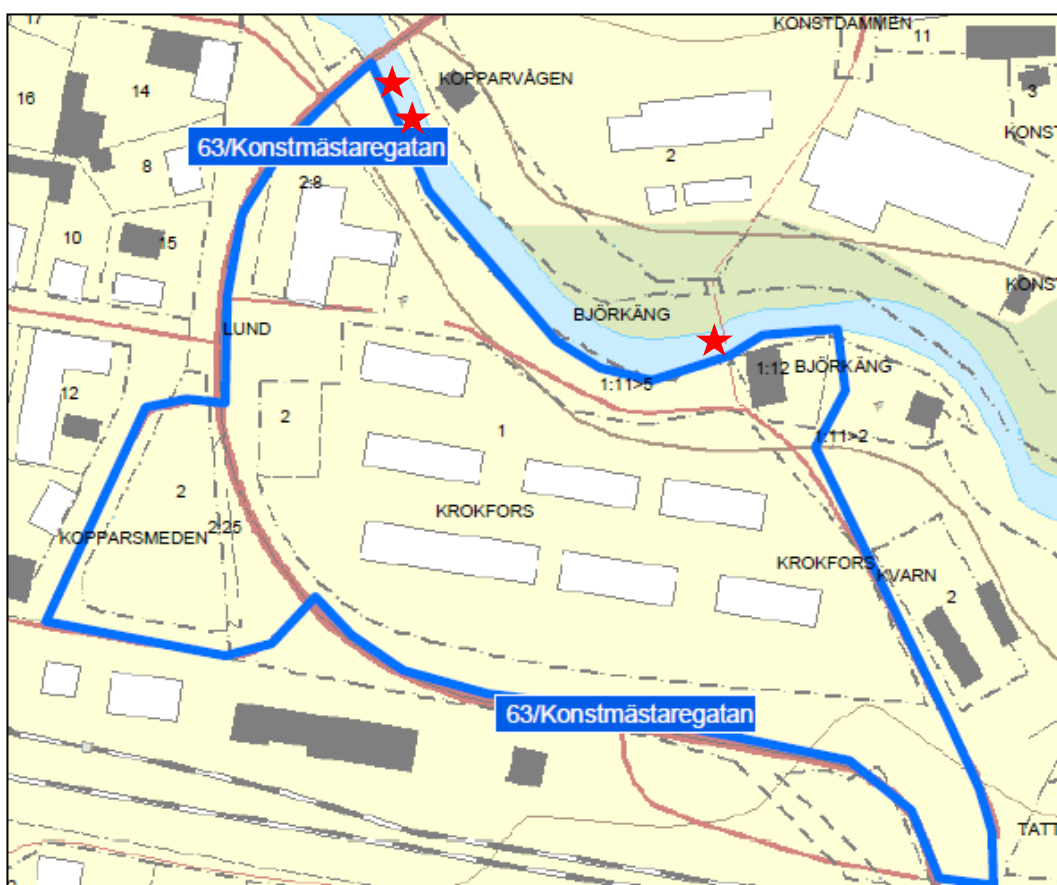 KONSTDAMMEN
17
11
14
KOPPARVÅGEN
16
3
63/Konstmästaregatan
KONST
8
2
2:8
10
15
KONST
BJÖRKÄNG
LUND
1:12 BJÖRKÄNG
12
1:11>5
2
1
1:11>2
2
KROKFORS
2:25
KOPPARSMEDEN
KROKFORS
KVARN
2
63/Konstmästaregatan
TATT